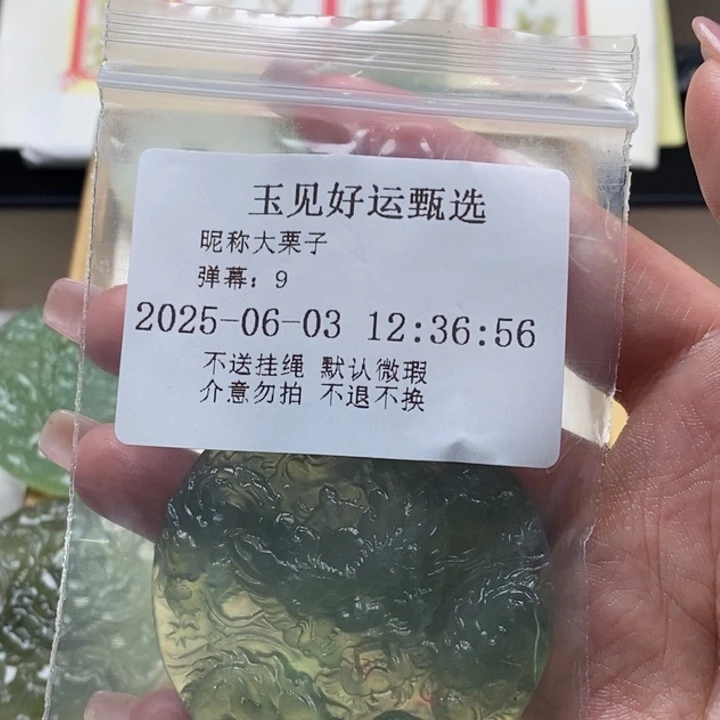 玉见好运甄选
昵称大栗子
弹幕：9
2025-06-03 12:36:56
不送挂绳 默认微瑕
介意勿拍 不退不换